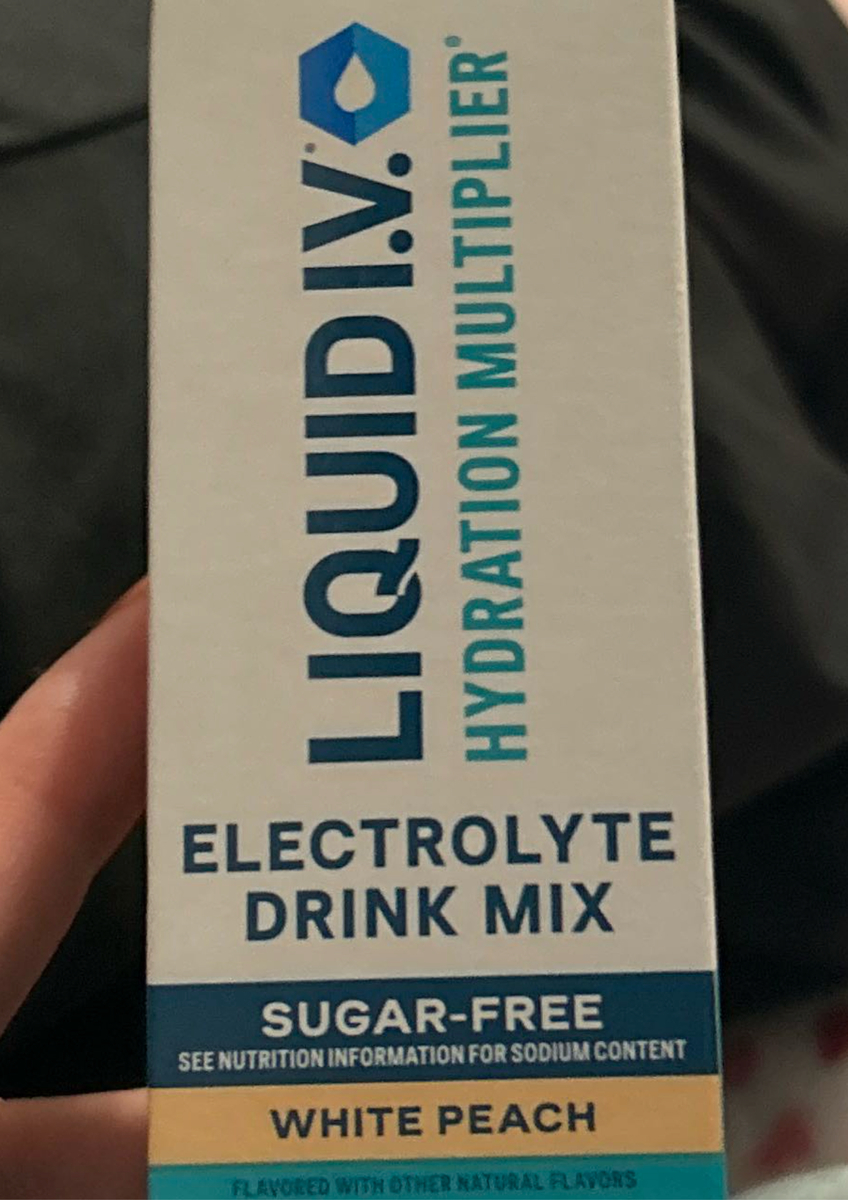 LIQUID I.V.®
HYDRATION MULTIPLIER®
ELECTROLYTE
DRINK MIX
SUGAR-FREE
SEE NUTRITION INFORMATION FOR SODIUM CONTENT
WHITE PEACH
FLAVORED WITH OTHER NATURAL FLAVORS